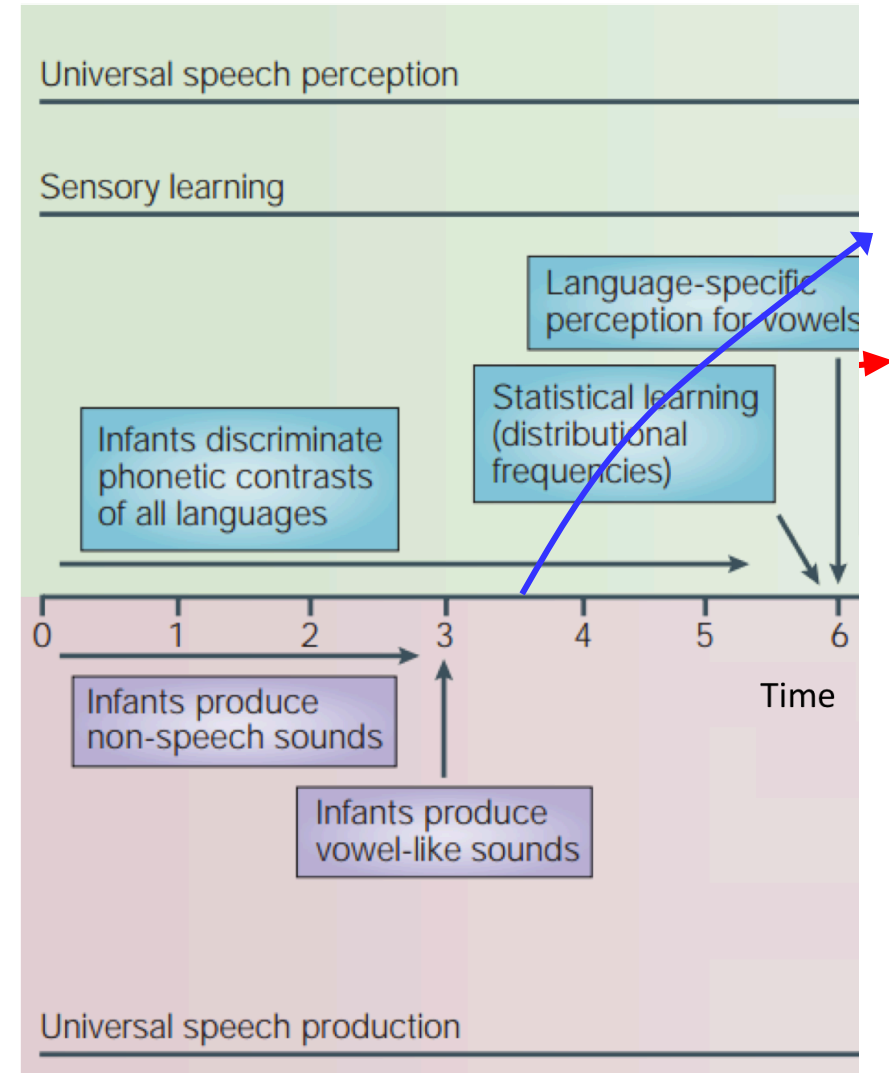 Universal speech perception
Sensory learning
Language-specific
perception for vowels
Statistical learning
(distributional
frequencies)
Infants discriminate
phonetic contrasts
of all languages
0 1 2 3 4 5 6
Time
Infants produce
non-speech sounds
Infants produce
vowel-like sounds
Universal speech production